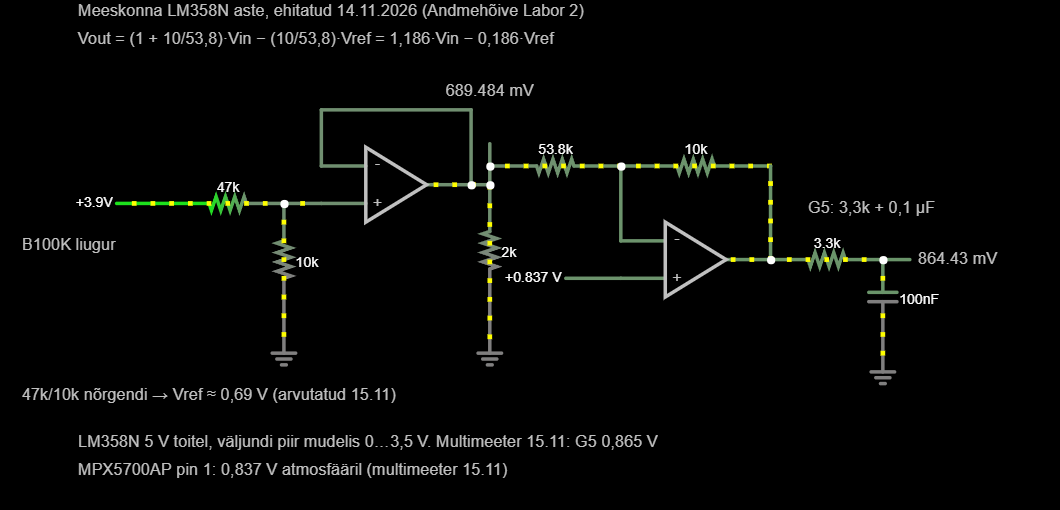 Meeskonna LM358N aste, ehitatud 14.11.2026 (Andmehõive Labor 2)
Vout = (1 + 10/53,8)·Vin − (10/53,8)·Vref = 1,186·Vin − 0,186·Vref
689.484 mV
53.8k
10k
47k
+3.9V
-
+
B100K liugur
10k
2k
+0.837 V
-
+
G5: 3,3k + 0,1 µF
3.3k
864.43 mV
100nF
47k/10k nõrgendi → Vref ≈ 0,69 V (arvutatud 15.11)
LM358N 5 V toitel, väljundi piir mudelis 0…3,5 V. Multimeeter 15.11: G5 0,865 V
MPX5700AP pin 1: 0,837 V atmosfääril (multimeeter 15.11)